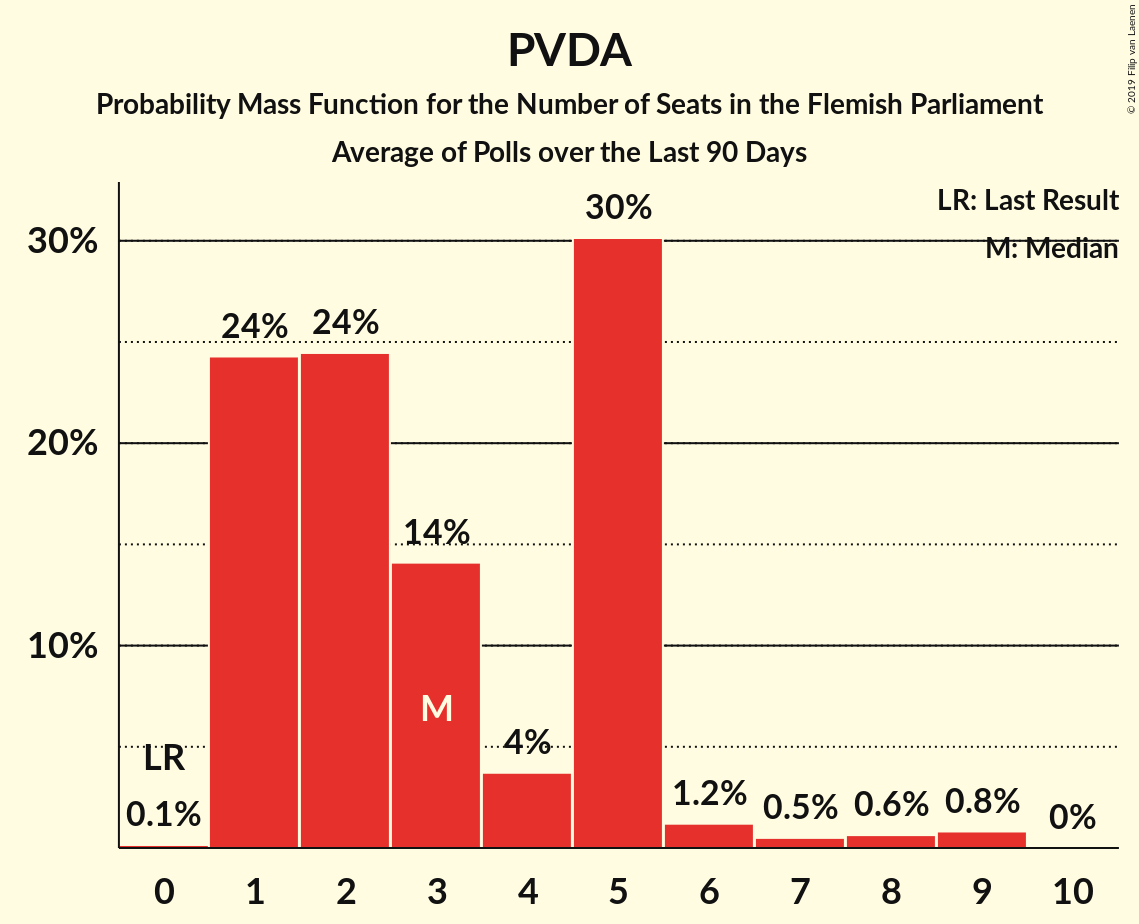 PVDA
Probability Mass Function for the Number of Seats in the Flemish Parliament
Average of Polls over the Last 90 Days
© 2019 Filip van Laenen
LR: Last Result
M: Median
30%
20%
10%
0.1%
LR
24%
24%
14%
M
4%
30%
1.2%
0.5%
0.6%
0.8%
0%
0 1 2 3 4 5 6 7 8 9 10